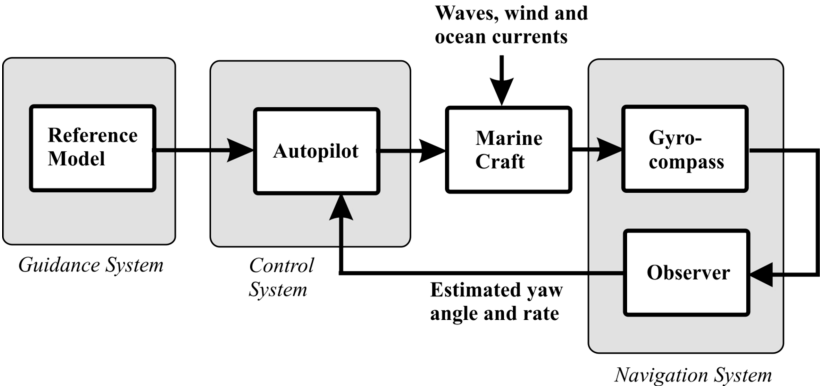 Waves, wind and
ocean currents
Reference
Model
Autopilot
Marine
Craft
Gyro-
compass
Guidance System
Control
System
Observer
Estimated yaw
angle and rate
Navigation System